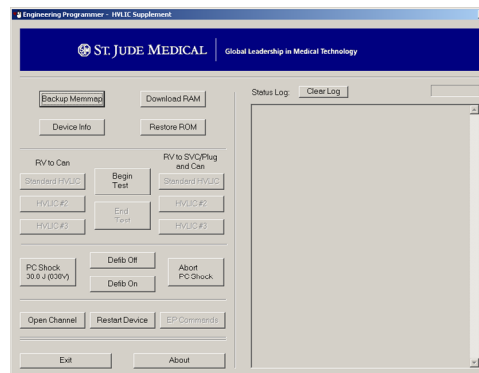 Engineering Programmer - HVLIC Supplement
ST. JUDE MEDICAL
Global Leadership in Medical Technology
Backup Memmap
Download RAM
Status Log:
Clear Log
Device Info
Restore ROM
RV to Can
RV to SVC/Plug
and Can
Standard HVLIC
Begin
Test
Standard HVLIC
HVLIC #2
End
Test
HVLIC #2
HVLIC #3
HVLIC #3
PC Shock
Defib Off
Abort
PC Shock
Defib On
Open Channel
Restart Device
EP Commands
Exit
About